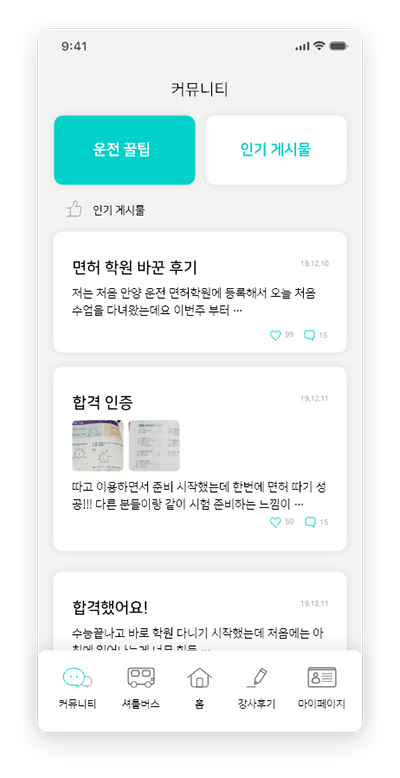 9:41
커뮤니티
운전 꿀팁
인기 게시물
인기 게시물
면허 학원 바꾼 후기
19.12.10
저는 처음 안양 운전 면허학원에 등록해서 오늘 처음
수업을 다녀왔는데요 이번주 부터 ···
99
15
합격 인증
19.12.11
따고 이용하면서 준비 시작했는데 한번에 면허 따기 성
공!!! 다른 분들이랑 같이 시험 준비하는 느낌이 ···
50
15
합격했어요!
19.12.11
수능끝나고 바로 학원 다니기 시작했는데 처음에는 아
커뮤니티
셔틀버스
홈
강사후기
마이페이지